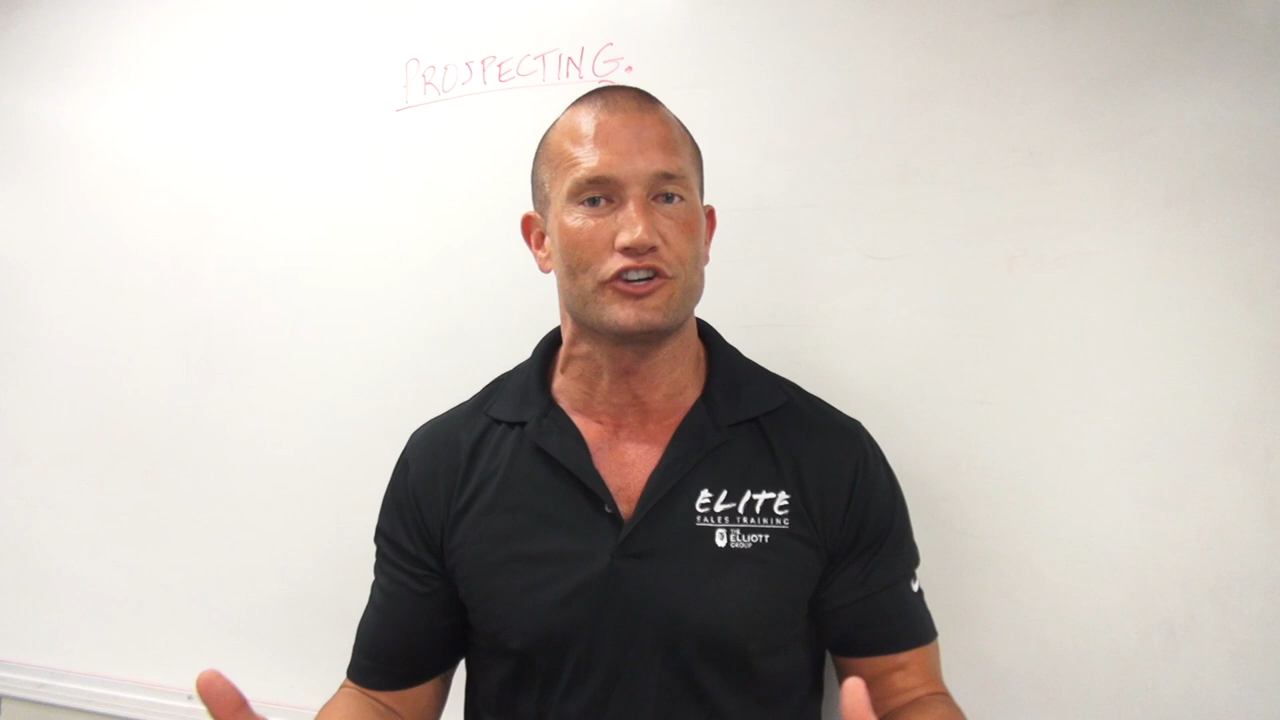 PROSPECTING.
ELITE
SALES TRAINING
THE
ELLIOTT
GROUP